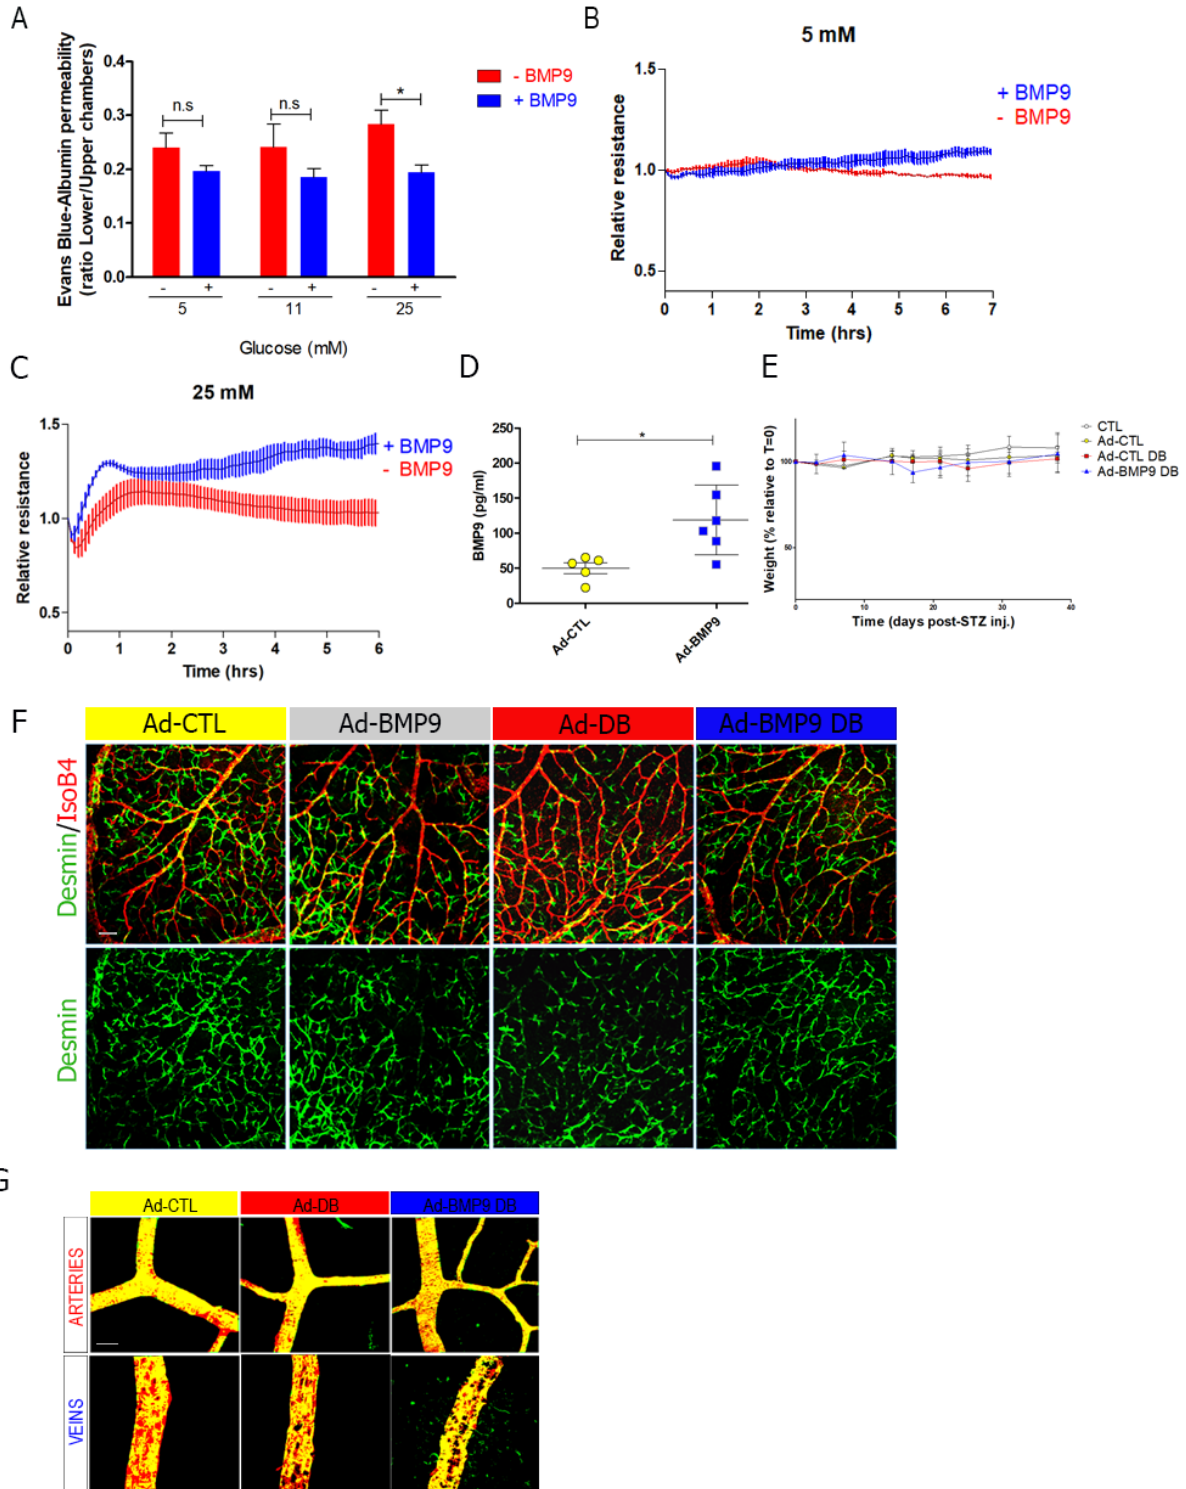 A
Evans Blue-Albumin permeability
(ratio Lower/Upper chambers)
0.4
0.3
0.2
0.1
0.0
n.s
n.s
*
- BMP9
+ BMP9
- + - + - +
5 11 25
Glucose (mM)
B
5 mM
Relative resistance
1.5
1.0
0.5
+ BMP9
- BMP9
0 1 2 3 4 5 6 7
Time (hrs)
C
25 mM
Relative resistance
1.5
1.0
0.5
+ BMP9
- BMP9
0 1 2 3 4 5 6
Time (hrs)
D
BMP9 (pg/ml)
250
200
150
100
50
0
*
Ad-CTL
Ad-BMP9
E
Weight (% relative to T=0)
100
50
CTL
Ad-CTL
Ad-CTL DB
Ad-BMP9 DB
0 10 20 30 40
Time (days post-STZ inj.)
F
Ad-CTL Ad-BMP9 Ad-DB Ad-BMP9 DB
Desmin/IsoB4
Desmin
G
Ad-CTL Ad-DB Ad-BMP9 DB
ARTERIES
VEINS